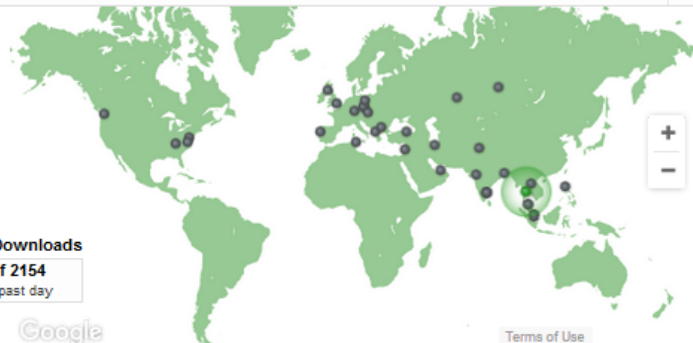 +
−
Downloads
f 2154
past day
Google
Terms of Use